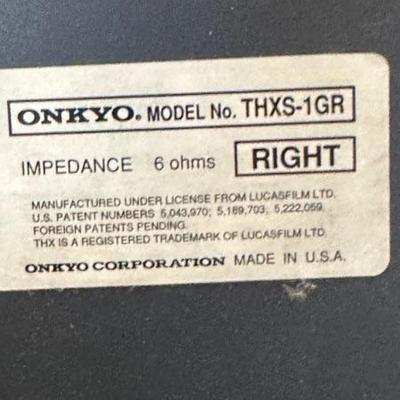 ONKYO® MODEL No. THXS-1GR
IMPEDANCE 6 ohms RIGHT
MANUFACTURED UNDER LICENSE FROM LUCASFILM LTD.
U.S. PATENT NUMBERS 5,043,970; 5,189,703; 5,222,059
FOREIGN PATENTS PENDING.
THX IS A REGISTERED TRADEMARK OF LUCASFILM LTD.
ONKYO CORPORATION MADE IN U.S.A.